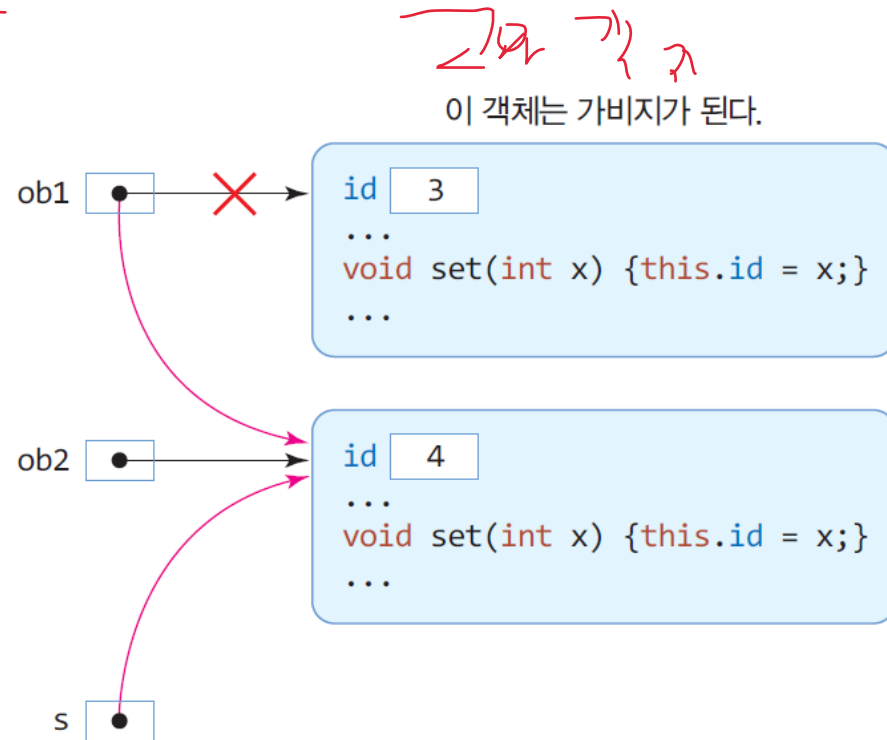 이 객체는 가비지가 된다.
ob1
id 3
...
void set(int x) {this.id = x;}
...
ob2
id 4
...
void set(int x) {this.id = x;}
...
s